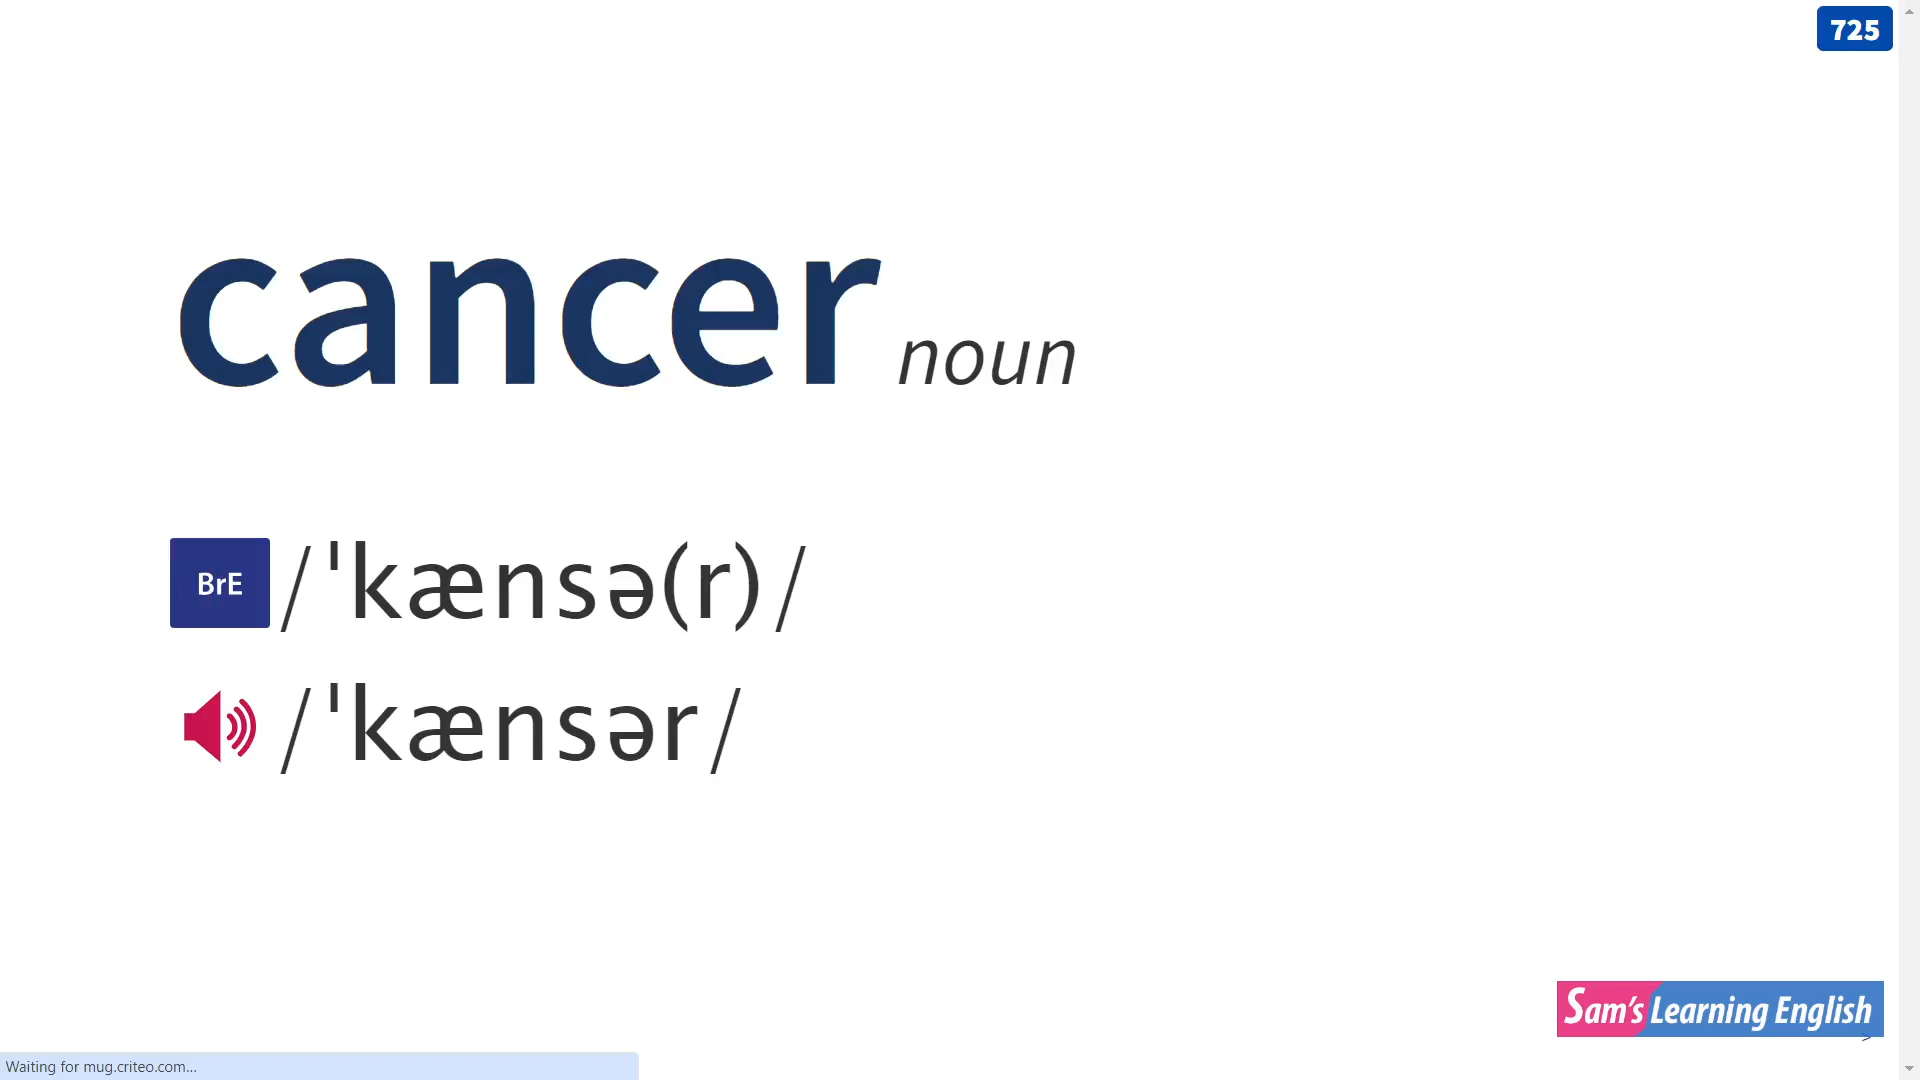 725
cancer noun
BrE /ˈkænsə(r)/
/ˈkænsər/
Sam's Learning English
>
Waiting for mug.criteo.com...